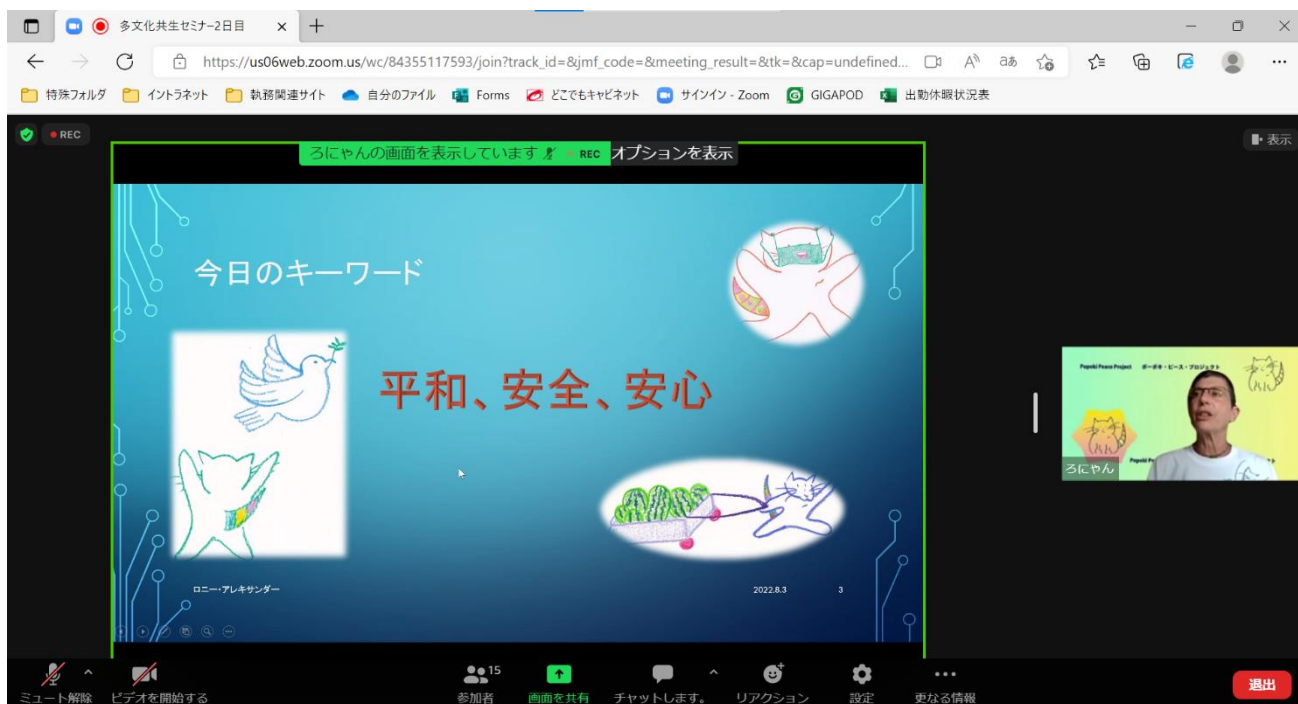 多文化共生セミナー2日目
https://us06web.zoom.us/wc/84355117593/join?track_id=&jmf_code=&meeting_result=&tk=&cap=undefined...
特殊フォルダ イントラネット 執務関連サイト 自分のファイル Forms どこでもキャビネット サインイン - Zoom GIGAPOD 出勤休暇状況表
REC
ろにゃんの画面を表示しています REC オプションを表示
表示
今日のキーワード
平和、安全、安心
ロニー・アレキサンダー
2022.8.3
3
Popoki Peace Project ポーポキ・ピース・プロジェクト
ろにゃん
ミュート解除 ビデオを開始する 15 参加者 画面を共有 チャットします。 リアクション 設定 更なる情報 退出